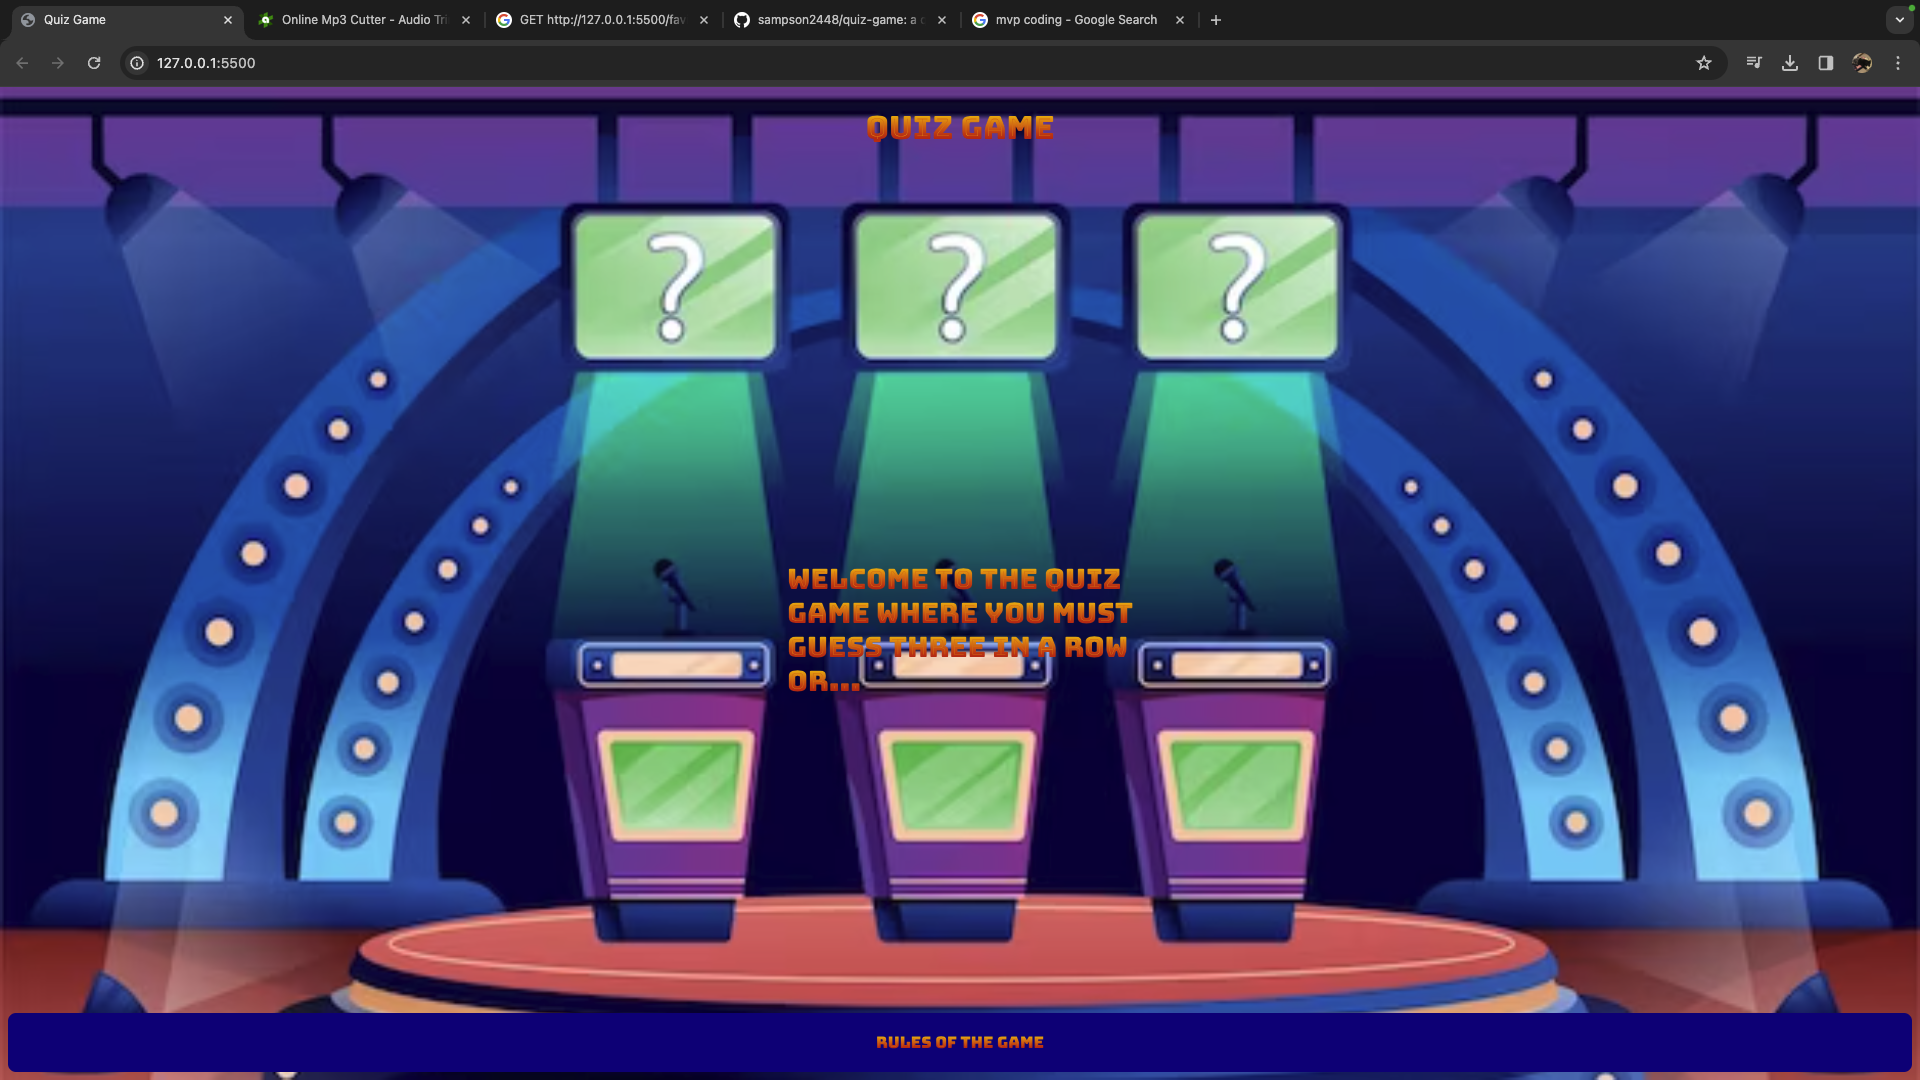 Quiz Game
Online Mp3 Cutter - Audio Tri
GET http://127.0.0.1:5500/fav
sampson2448/quiz-game: a c
mvp coding - Google Search
127.0.0.1:5500
QUIZ GAME
?
?
?
WELCOME TO THE QUIZ
GAME WHERE YOU MUST
GUESS THREE IN A ROW
OR...
RULES OF THE GAME